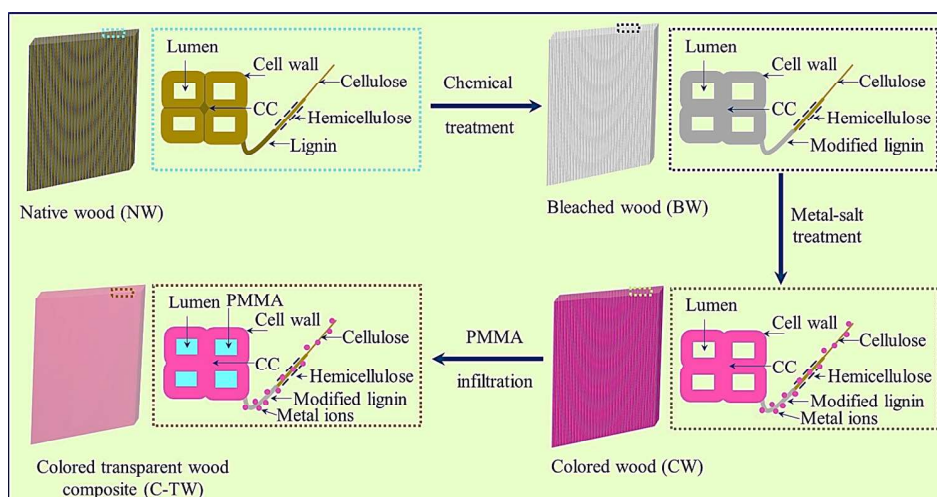 Lumen
Cell wall
Cellulose
CC
Hemicellulose
Lignin
Native wood (NW)
Chemical
treatment
Lumen
Cell wall
Cellulose
CC
Hemicellulose
Modified lignin
Bleached wood (BW)
Metal-salt
treatment
Lumen
Cell wall
Cellulose
CC
Hemicellulose
Modified lignin
Metal ions
Colored wood (CW)
PMMA
infiltration
Lumen PMMA
Cell wall
Cellulose
CC
Hemicellulose
Modified lignin
Metal ions
Colored transparent wood
composite (C-TW)